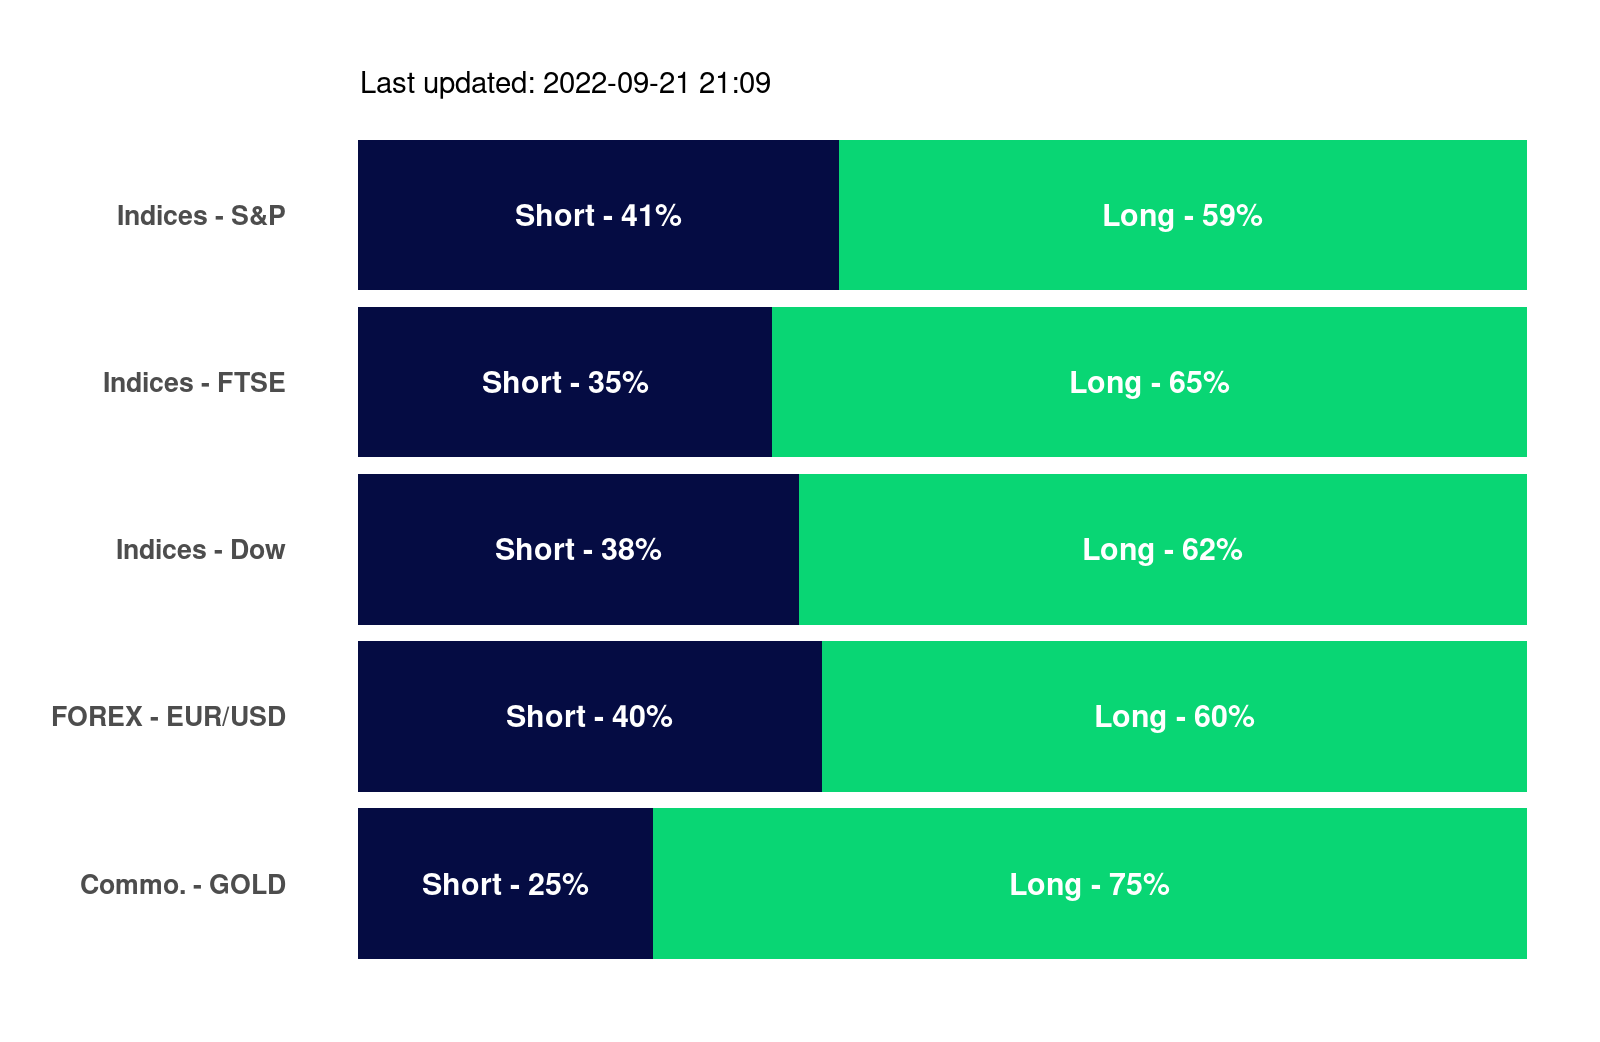 Last updated: 2022-09-21 21:09
Indices - S&P Short - 41% Long - 59%
Indices - FTSE Short - 35% Long - 65%
Indices - Dow Short - 38% Long - 62%
FOREX - EUR/USD Short - 40% Long - 60%
Commo. - GOLD Short - 25% Long - 75%